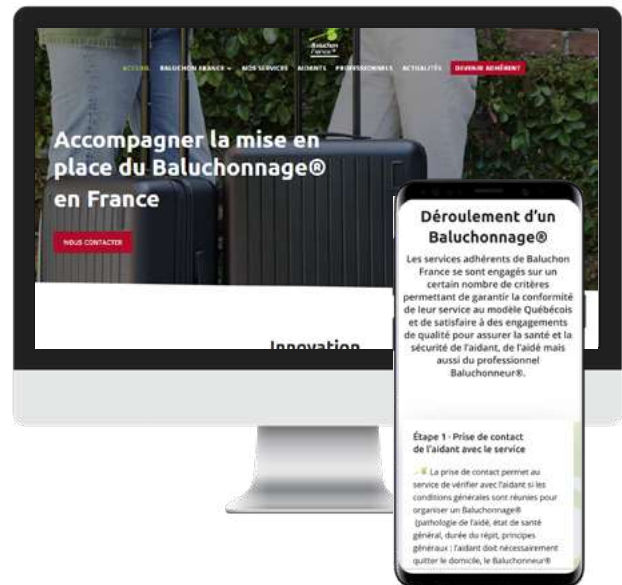 Baluchon
France
ACCUEIL BALUCHON FRANCE NOS SERVICES AIDANTS PROFESSIONNELS ACTUALITÉS DEVENIR ADHÉRENT
Accompagner la mise en
place du Baluchonnage®
en France
NOUS CONTACTER
Innovation
Déroulement d'un
Baluchonnage®
Les services adhérents de Baluchon
France se sont engagés sur un
certain nombre de critères
permettant de garantir la conformité
de leur service au modèle Québécois
et de satisfaire à des engagements
de qualité pour assurer la santé et la
sécurité de l'aidant, de l'aidé mais
aussi du professionnel
Baluchonneur®.
Étape 1 - Prise de contact
de l'aidant avec le service
La prise de contact permet au
service de vérifier avec l'aidant si les
conditions générales sont réunies pour
organiser un Baluchonnage®
(pathologie de l'aidé, état de santé
général, durée du répit, principes
généraux : l'aidant doit nécessairement
quitter le domicile, le Baluchonneur®